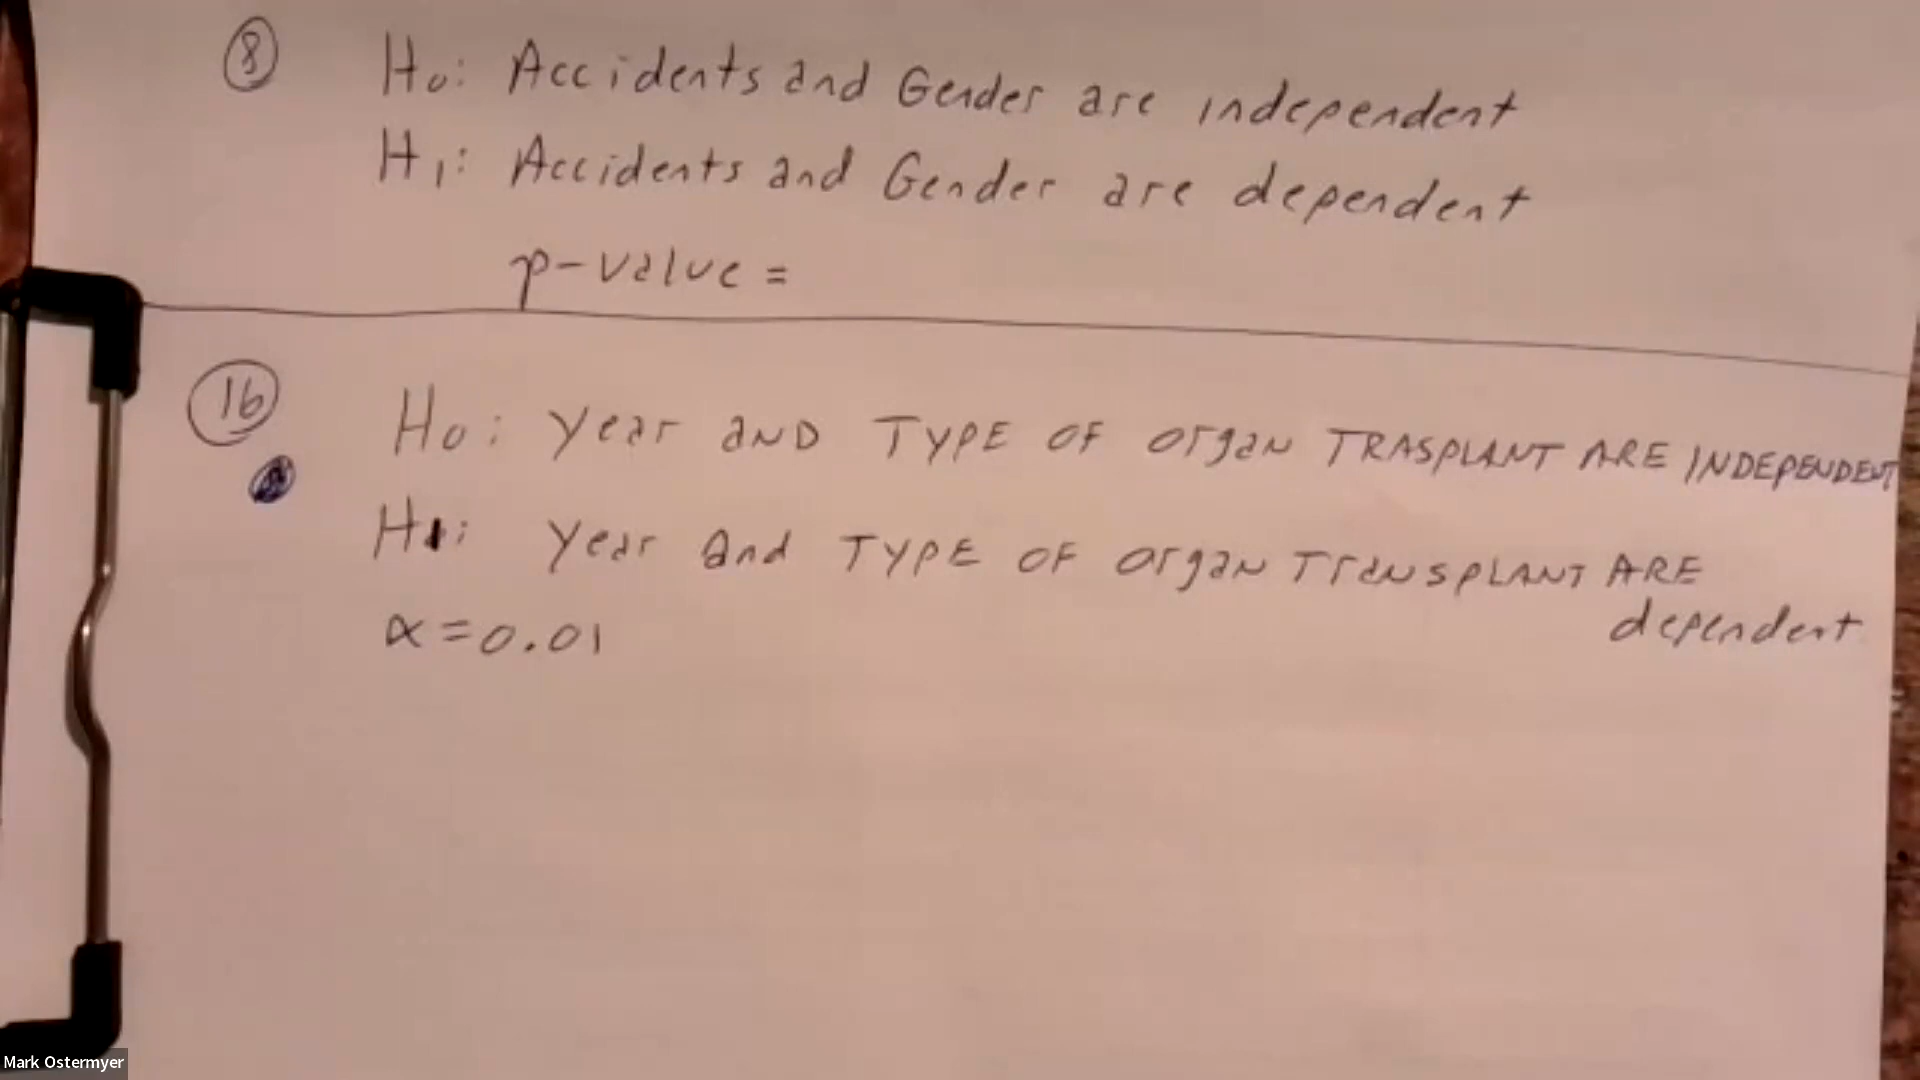 8 H0: Accidents and Gender are independent
H1: Accidents and Gender are dependent
p-value =
16 H0: Year and TYPE OF organ TRASPLANT ARE INDEPENDENT
H1: Year and TYPE OF organ TransPLANT ARE
dependent
α = 0.01
Mark Ostermyer